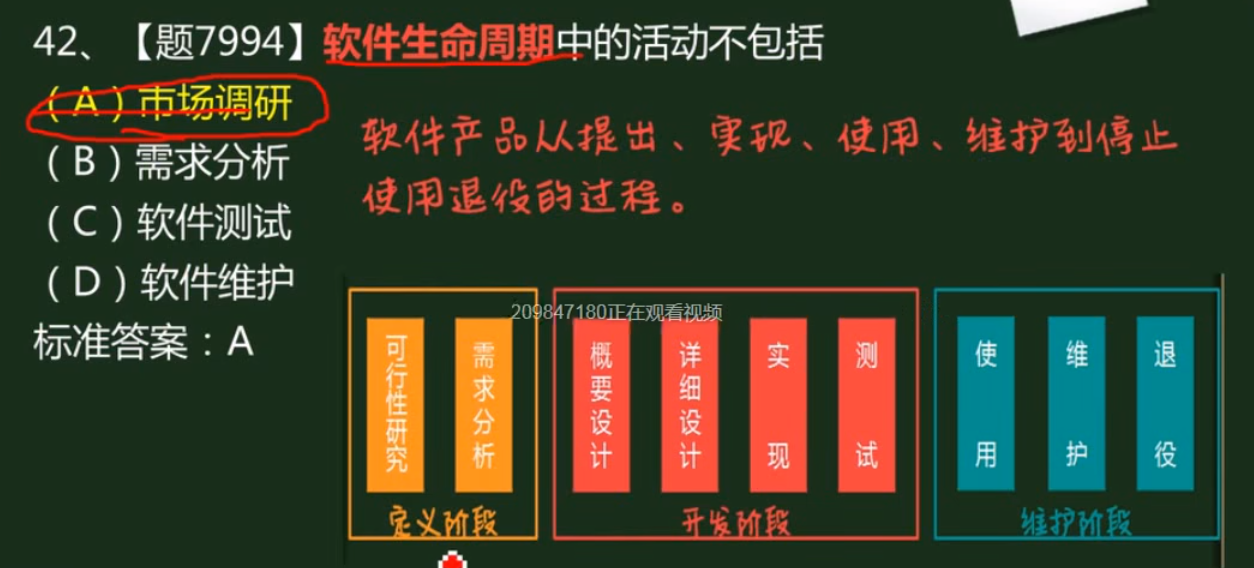 42、【题7994】软件生命周期中的活动不包括
（A）市场调研
（B）需求分析
（C）软件测试
（D）软件维护
标准答案：A
软件产品从提出、实现、使用、维护到停止
使用退役的过程。
209847180正在观看视频
可行性研究
需求分析
定义阶段
概要设计
详细设计
实现
测试
开发阶段
使用
维护
退役
维护阶段